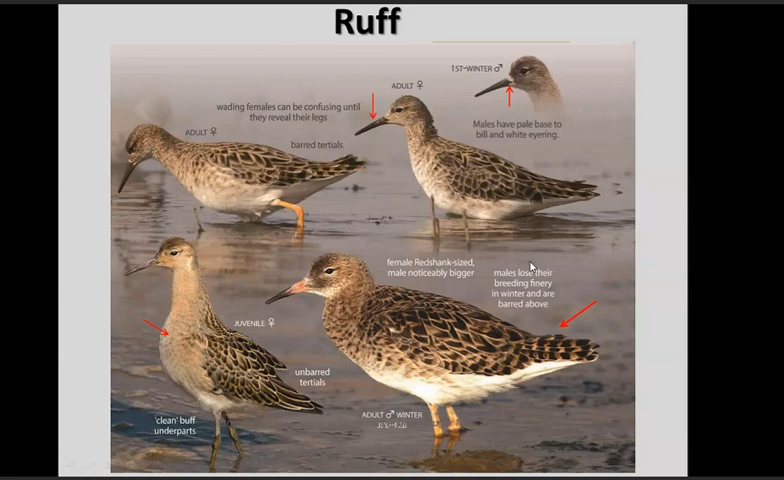 Ruff
1ST-WINTER ♂
ADULT ♀
wading females can be confusing until
they reveal their legs
Males have pale base to
bill and white eyering.
ADULT ♀
barred tertials
female Redshank-sized,
male noticeably bigger
males lose their
breeding finery
in winter and are
barred above
JUVENILE ♀
unbarred
tertials
'clean' buff
underparts
ADULT ♂ WINTER